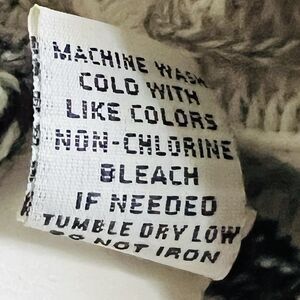 MACHINE WASH
COLD WITH
LIKE COLORS
NON-CHLORINE
BLEACH
IF NEEDED
TUMBLE DRY LOW
DO NOT IRON